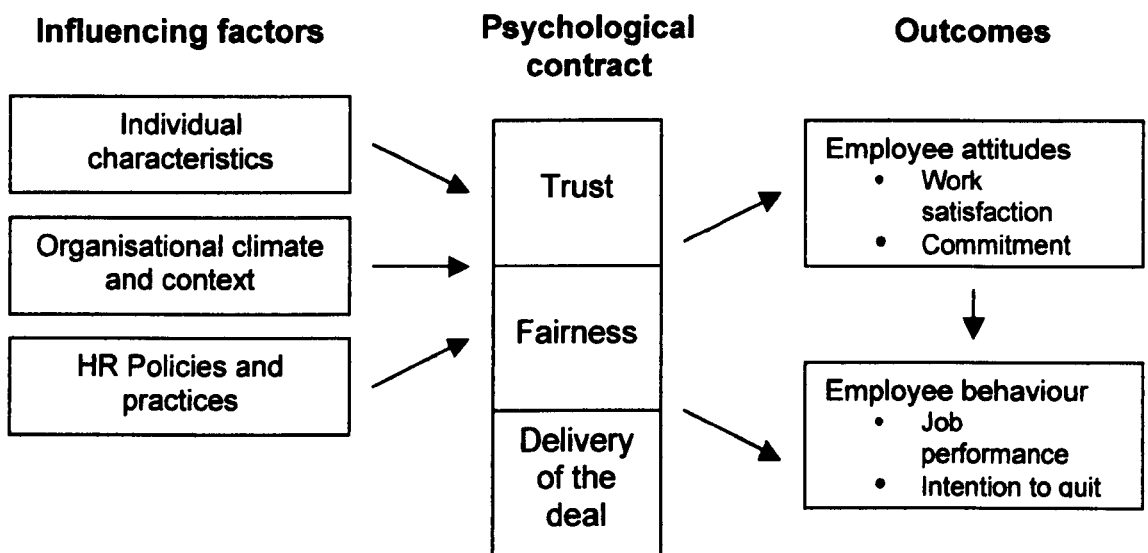 Influencing factors
Individual
characteristics
Organisational climate
and context
HR Policies and
practices
Psychological
contract
Trust
Fairness
Delivery
of the
deal
Outcomes
Employee attitudes
• Work
satisfaction
• Commitment
Employee behaviour
• Job
performance
• Intention to quit